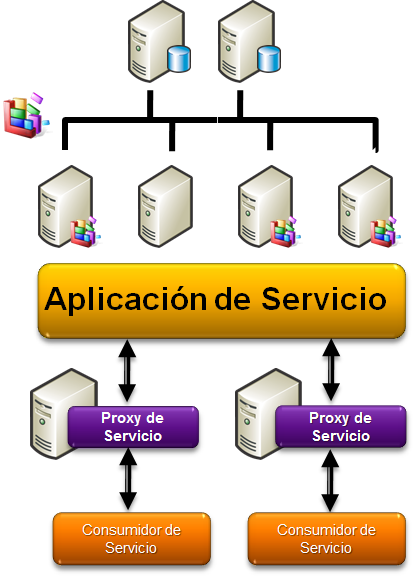 Aplicación de Servicio
Proxy de
Servicio
Proxy de
Servicio
Consumidor de
Servicio
Consumidor de
Servicio